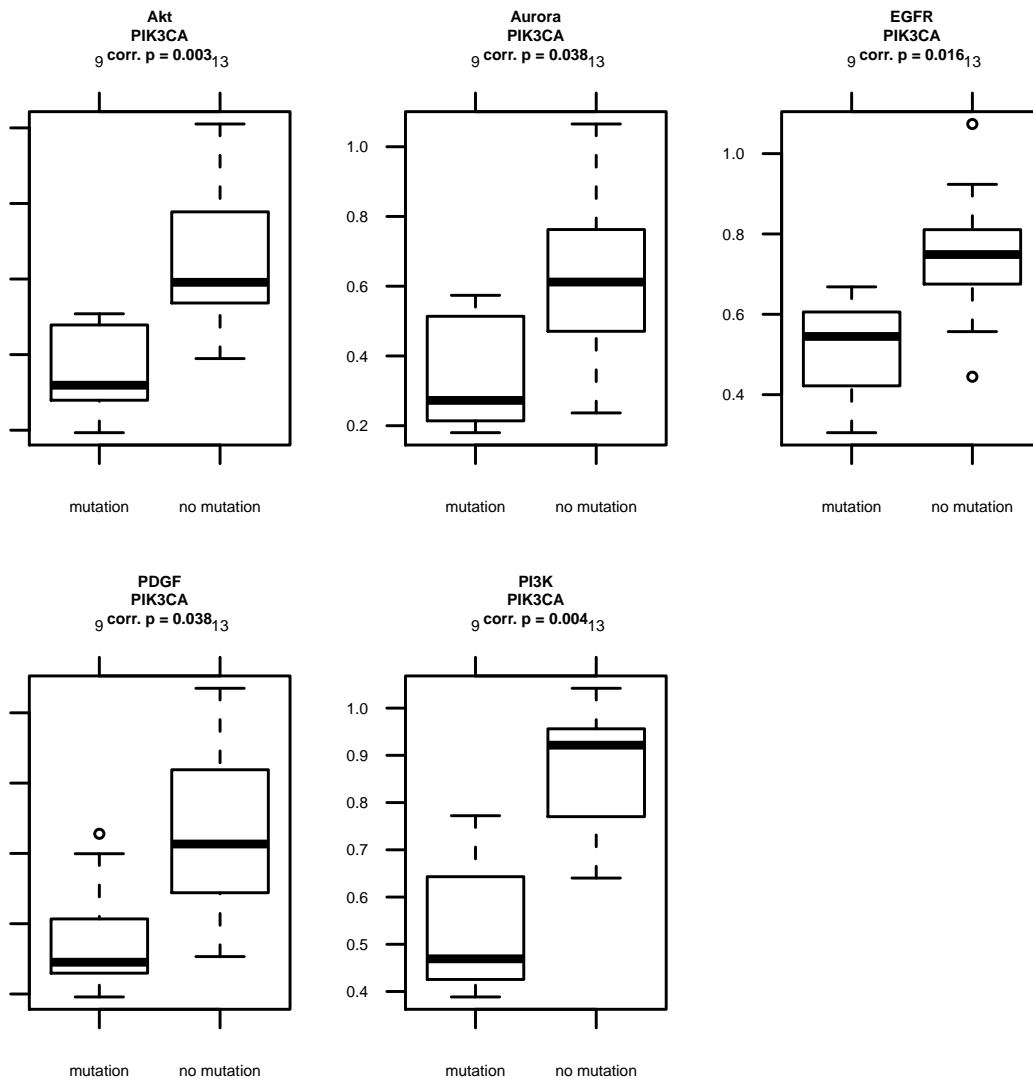 Akt
PIK3CA
corr. p = 0.003
9 13
mutation no mutation
Aurora
PIK3CA
corr. p = 0.038
9 13
1.0
0.8
0.6
0.4
0.2
mutation no mutation
EGFR
PIK3CA
corr. p = 0.016
9 13
1.0
0.8
0.6
0.4
mutation no mutation
PDGF
PIK3CA
corr. p = 0.038
9 13
mutation no mutation
PI3K
PIK3CA
corr. p = 0.004
9 13
1.0
0.9
0.8
0.7
0.6
0.5
0.4
mutation no mutation